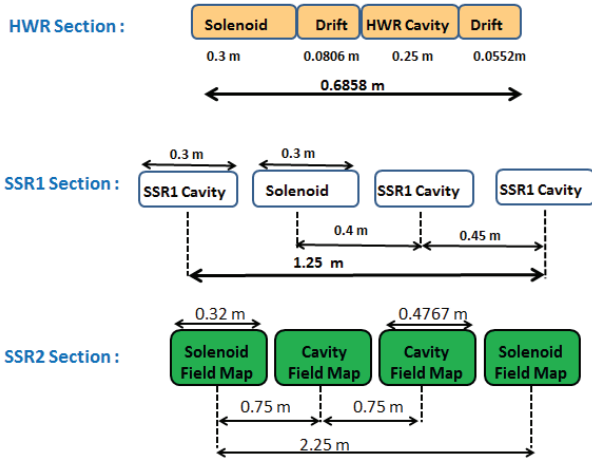 HWR Section :
Solenoid Drift HWR Cavity Drift
0.3 m 0.0806 m 0.25 m 0.0552m
0.6858 m
0.3 m 0.3 m
SSR1 Section :
SSR1 Cavity Solenoid SSR1 Cavity SSR1 Cavity
0.4 m 0.45 m
1.25 m
0.32 m 0.4767 m
SSR2 Section :
Solenoid Field Map Cavity Field Map Cavity Field Map Solenoid Field Map
0.75 m 0.75 m
2.25 m